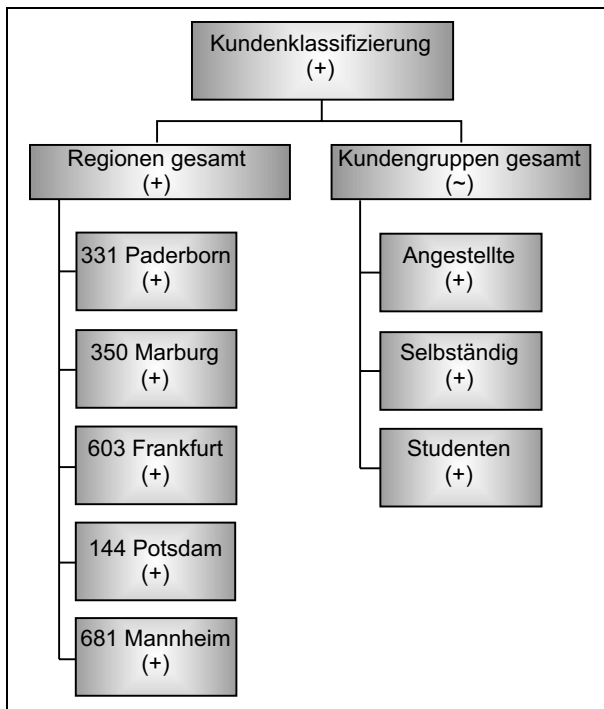 Kundenklassifizierung
(+)
Regionen gesamt
(+)
331 Paderborn
(+)
350 Marburg
(+)
603 Frankfurt
(+)
144 Potsdam
(+)
681 Mannheim
(+)
Kundengruppen gesamt
(~)
Angestellte
(+)
Selbständig
(+)
Studenten
(+)